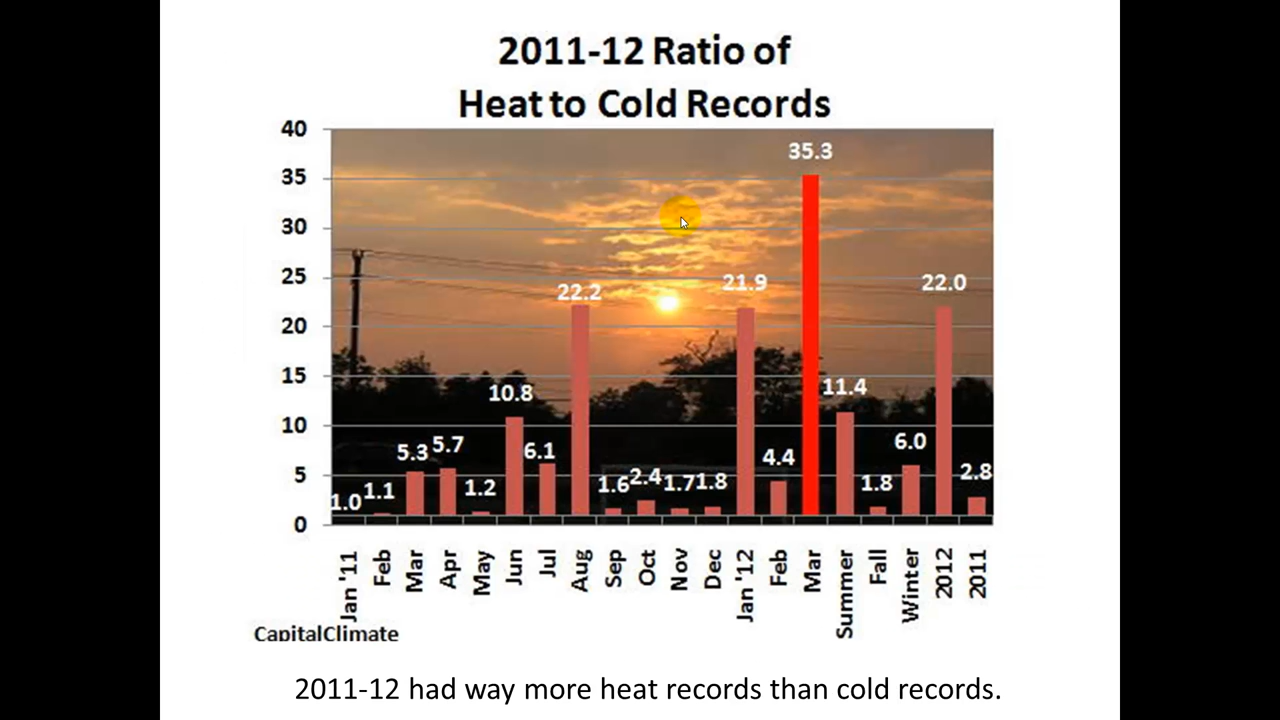 2011-12 Ratio of
Heat to Cold Records
40
35
30
25
20
15
10
5
0
1.0
1.1
5.3
5.7
1.2
10.8
6.1
22.2
1.6
2.4
1.7
1.8
21.9
4.4
35.3
11.4
1.8
6.0
22.0
2.8
Jan '11
Feb
Mar
Apr
May
Jun
Jul
Aug
Sep
Oct
Nov
Dec
Jan '12
Feb
Mar
Summer
Fall
Winter
2012
2011
CapitalClimate
2011-12 had way more heat records than cold records.